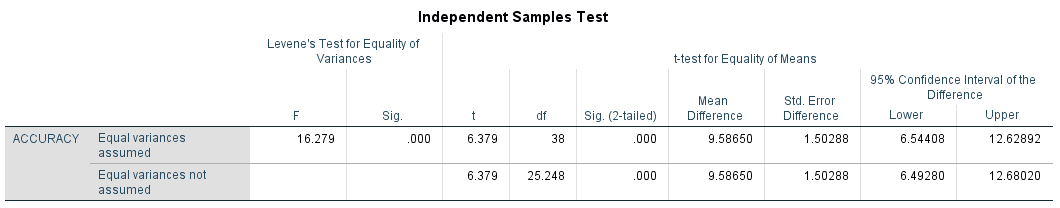 Independent Samples Test
Levene's Test for Equality of
Variances
t-test for Equality of Means
95% Confidence Interval of the
Difference
F Sig. t df Sig. (2-tailed) Mean Difference Std. Error Difference Lower Upper
ACCURACY Equal variances assumed 16.279 .000 6.379 38 .000 9.58650 1.50288 6.54408 12.62892
Equal variances not assumed 6.379 25.248 .000 9.58650 1.50288 6.49280 12.68020